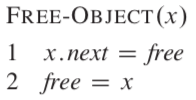 FREE-OBJECT(x)
1 x.next = free
2 free = x